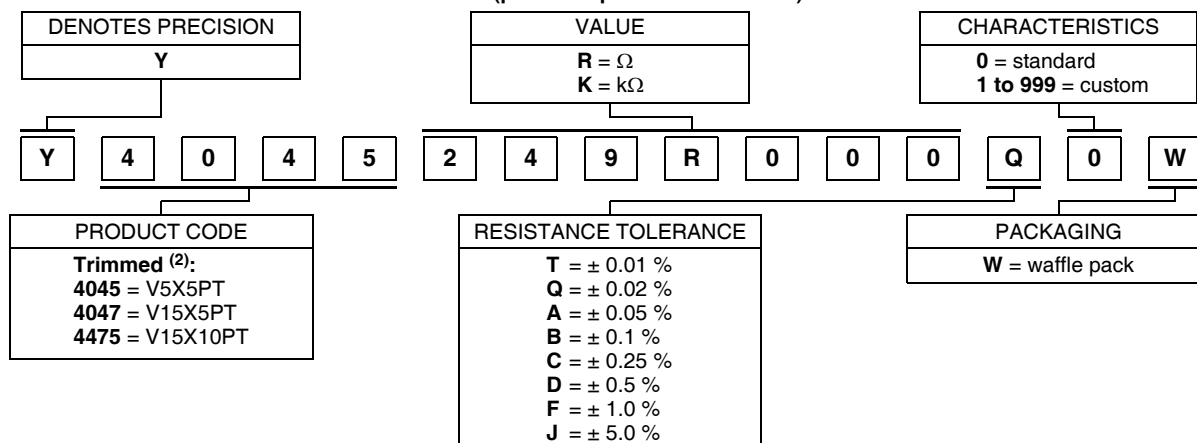 DENOTES PRECISION
Y
VALUE
R = Ω
K = kΩ
CHARACTERISTICS
0 = standard
1 to 999 = custom
Y 4 0 4 5 2 4 9 R 0 0 0 Q 0 W
PRODUCT CODE
Trimmed (2):
4045 = V5X5PT
4047 = V15X5PT
4475 = V15X10PT
RESISTANCE TOLERANCE
T = ± 0.01 %
Q = ± 0.02 %
A = ± 0.05 %
B = ± 0.1 %
C = ± 0.25 %
D = ± 0.5 %
F = ± 1.0 %
J = ± 5.0 %
PACKAGING
W = waffle pack